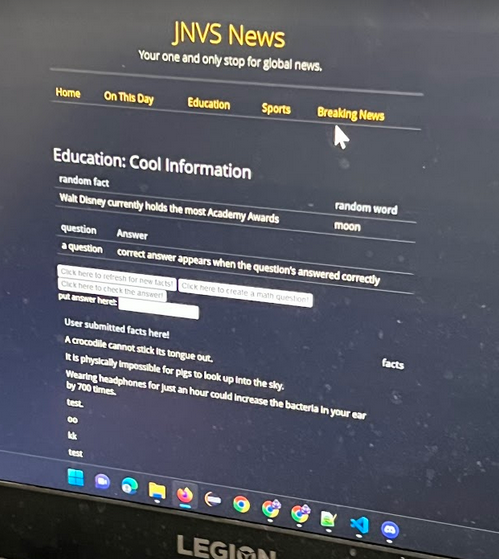 JNVS News
Your one and only stop for global news.
Home On This Day Education Sports Breaking News
Education: Cool Information
random fact random word
Walt Disney currently holds the most Academy Awards moon
question Answer
a question correct answer appears when the question's answered correctly
Click here to refresh for new facts! Click here to create a math question!
Click here to check the answer!
put answer here!:
User submitted facts here!
facts
A crocodile cannot stick its tongue out.
It is physically impossible for pigs to look up into the sky.
Wearing headphones for just an hour could increase the bacteria in your ear
by 700 times.
test.
oo
kk
test
LEGION